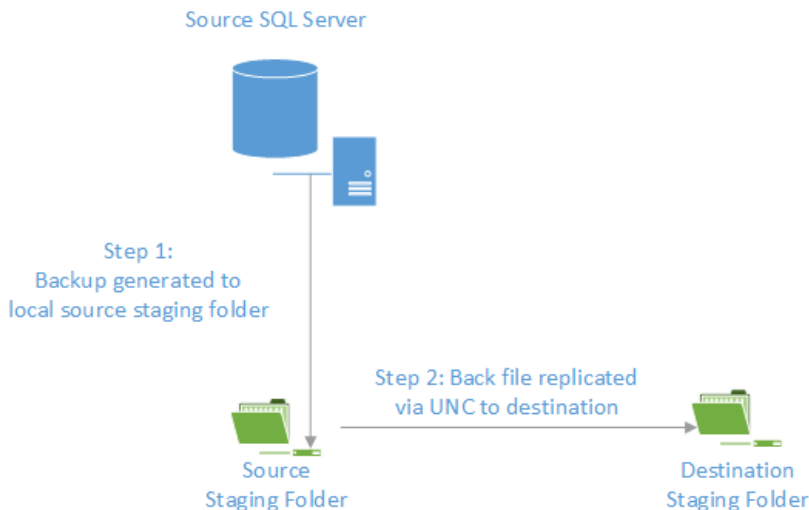 Source SQL Server
Step 1:
Backup generated to
local source staging folder
Step 2: Back file replicated
via UNC to destination
Source
Staging Folder
Destination
Staging Folder